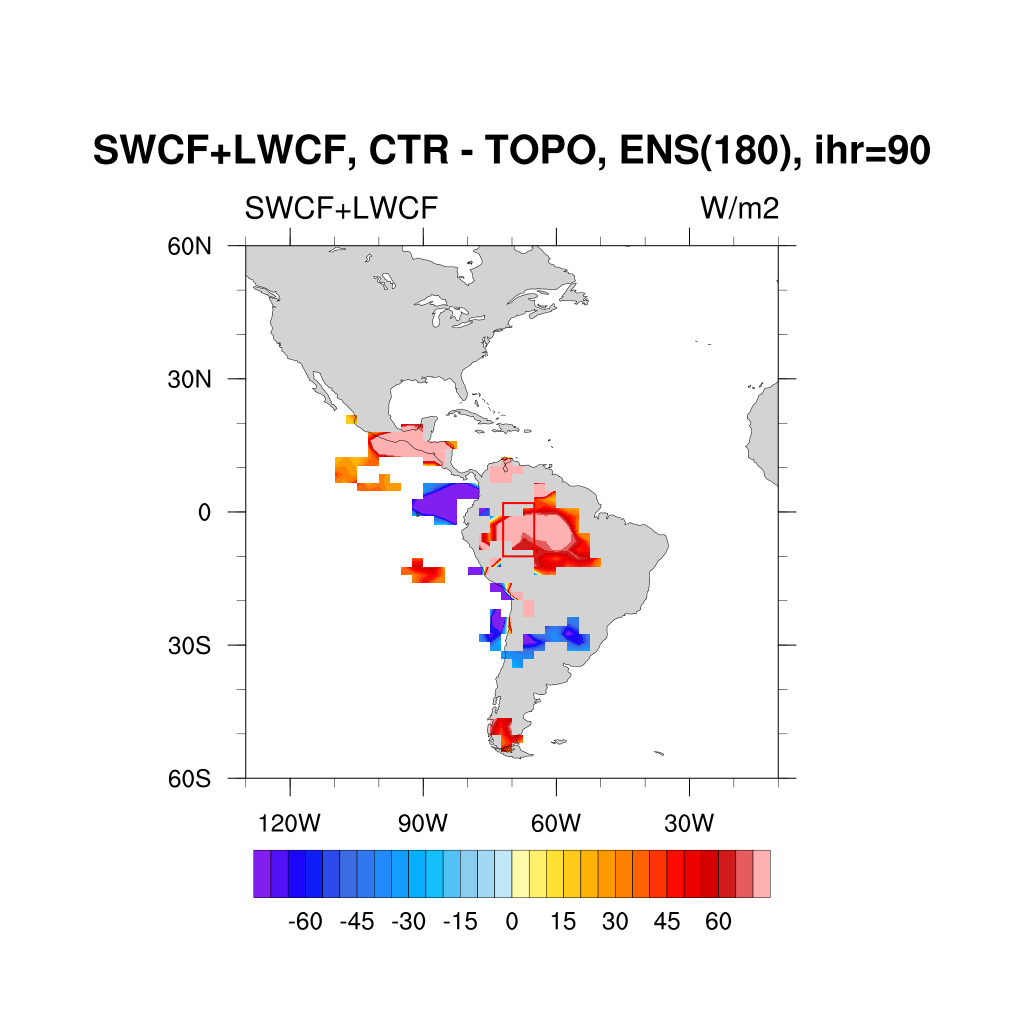 SWCF+LWCF, CTR - TOPO, ENS(180), ihr=90
SWCF+LWCF W/m2
60N
30N
0
30S
60S
120W 90W 60W 30W
-60 -45 -30 -15 0 15 30 45 60